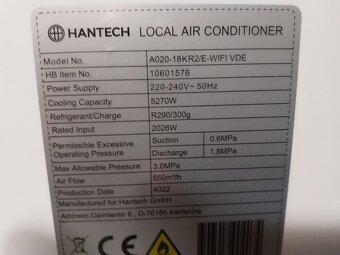 HANTECH LOCAL AIR CONDITIONER
Model No. A020-18KR2/E-WIFI VDE
HB Item No. 10601576
Power Supply 220-240V~ 50Hz
Cooling Capacity 5270W
Refrigerant/Charge R290/300g
Rated Input 2026W
Permissible Excessive Operating Pressure Suction 0.6MPa
Discharge 1.8MPa
Max Allowable Pressure 3.0MPa
Air Flow 550m³/h
Production Date 4022
Manufactured for:Hantech GmbH
Address:Daimlerstr 6 , D-76185 Karlsruhe
CE